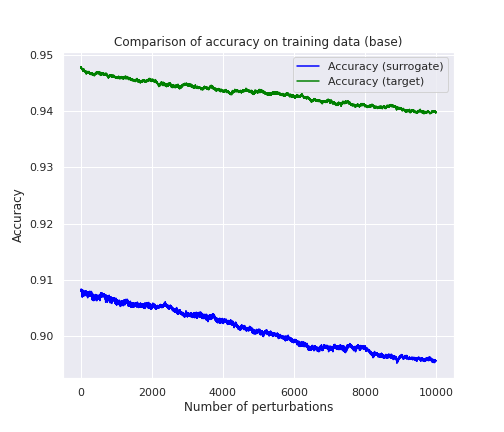 Comparison of accuracy on training data (base)
Accuracy (surrogate)
Accuracy (target)
0.95
0.94
0.93
0.92
0.91
0.90
Accuracy
0 2000 4000 6000 8000 10000
Number of perturbations